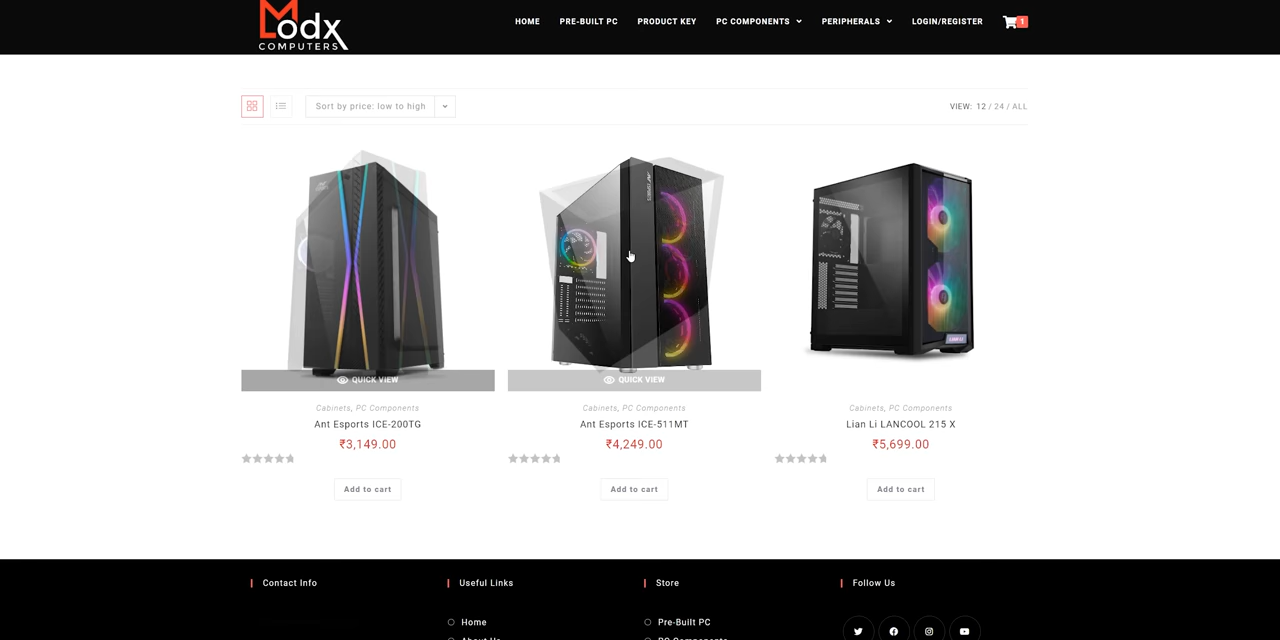 Modx
COMPUTERS
HOME PRE-BUILT PC PRODUCT KEY PC COMPONENTS PERIPHERALS LOGIN/REGISTER 1
Sort by price: low to high VIEW: 12 / 24 / ALL
QUICK VIEW QUICK VIEW
Cabinets, PC Components Cabinets, PC Components Cabinets, PC Components
Ant Esports ICE-200TG Ant Esports ICE-511MT Lian Li LANCOOL 215 X
₹3,149.00 ₹4,249.00 ₹5,699.00
Add to cart Add to cart Add to cart
Contact Info Useful Links Store Follow Us
Home Pre-Built PC